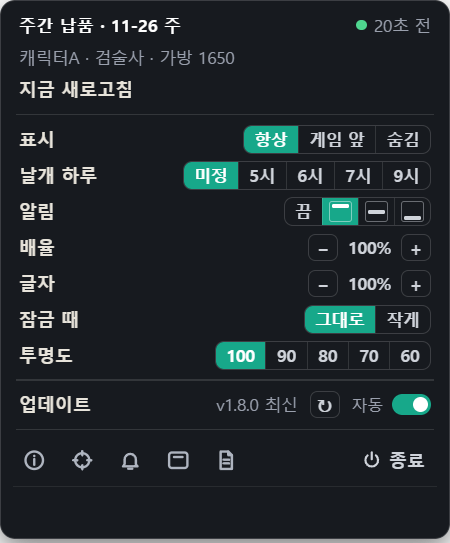 주간 납품 · 11-26 주 20초 전
캐릭터A · 검술사 · 가방 1650
지금 새로고침
표시 항상 게임 앞 숨김
날개 하루 미정 5시 6시 7시 9시
알림 끔
배율 − 100% +
글자 − 100% +
잠금 때 그대로 작게
투명도 100 90 80 70 60
업데이트 v1.8.0 최신 ↻ 자동
종료